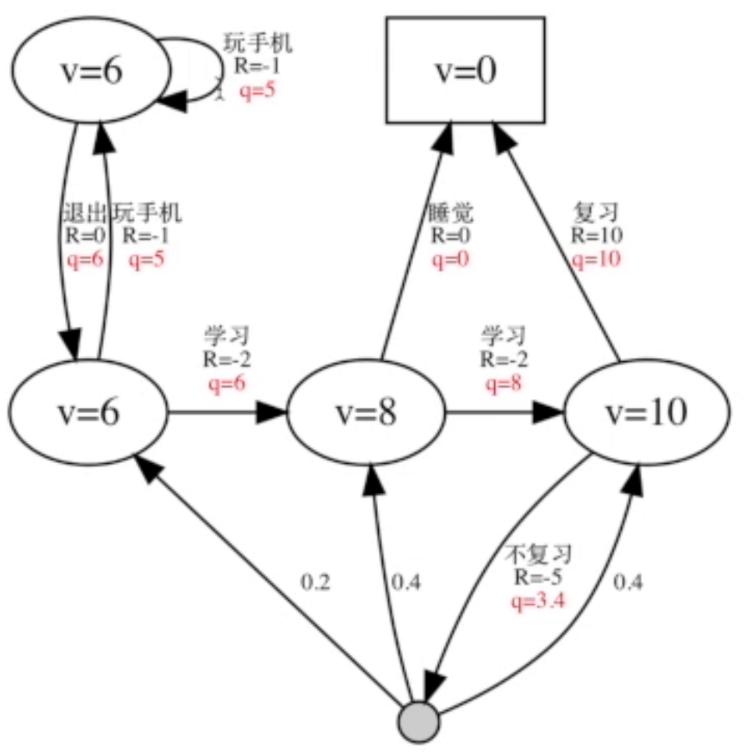 v=6
玩手机
R=-1
q=5
v=0
退出
R=0
q=6
玩手机
R=-1
q=5
睡觉
R=0
q=0
复习
R=10
q=10
v=6
学习
R=-2
q=6
v=8
学习
R=-2
q=8
v=10
0.2
0.4
不复习
R=-5
q=3.4
0.4